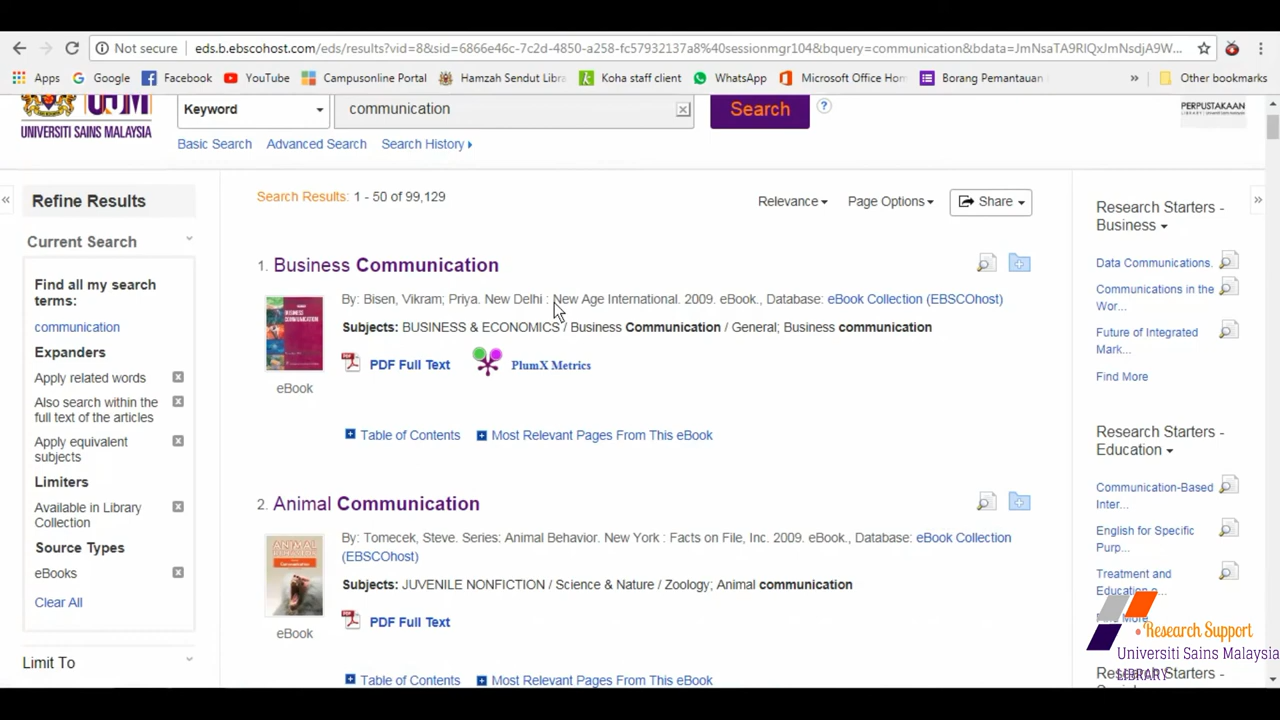 Not secure
eds.b.ebscohost.com/eds/results?vid=8&sid=6866e46c-7c2d-4850-a258-fc57932137a8%40sessionmgr104&bquery=communication&bdata=JmNsaTA9RlQxJmNsdjA9W...
Apps Google Facebook YouTube Campusonline Portal Hamzah Sendut Libra Koha staff client WhatsApp Microsoft Office Hom Borang Pemantauan » Other bookmarks
UNIVERSITI SAINS MALAYSIA
Keyword
communication
Search
PERPUSTAKAAN
Basic Search Advanced Search Search History
Refine Results
Current Search
Find all my search
terms:
communication
Expanders
Apply related words
Also search within the
full text of the articles
Apply equivalent
subjects
Limiters
Available in Library
Collection
Source Types
eBooks
Clear All
Limit To
Search Results: 1 - 50 of 99,129
Relevance Page Options Share
1. Business Communication
By: Bisen, Vikram; Priya. New Delhi : New Age International. 2009. eBook., Database: eBook Collection (EBSCOhost)
Subjects: BUSINESS & ECONOMICS / Business Communication / General; Business communication
PDF Full Text PlumX Metrics
eBook
Table of Contents Most Relevant Pages From This eBook
2. Animal Communication
By: Tomecek, Steve. Series: Animal Behavior. New York : Facts on File, Inc. 2009. eBook., Database: eBook Collection
(EBSCOhost)
Subjects: JUVENILE NONFICTION / Science & Nature / Zoology; Animal communication
PDF Full Text
eBook
Table of Contents Most Relevant Pages From This eBook
Research Starters -
Business
Data Communications.
Communications in the
Wor...
Future of Integrated
Mark...
Find More
Research Starters -
Education
Communication-Based
Inter...
English for Specific
Purp...
Treatment and
Education o...
Find More
Research Support
Universiti Sains Malaysia
LIBRARY
Research Starters -